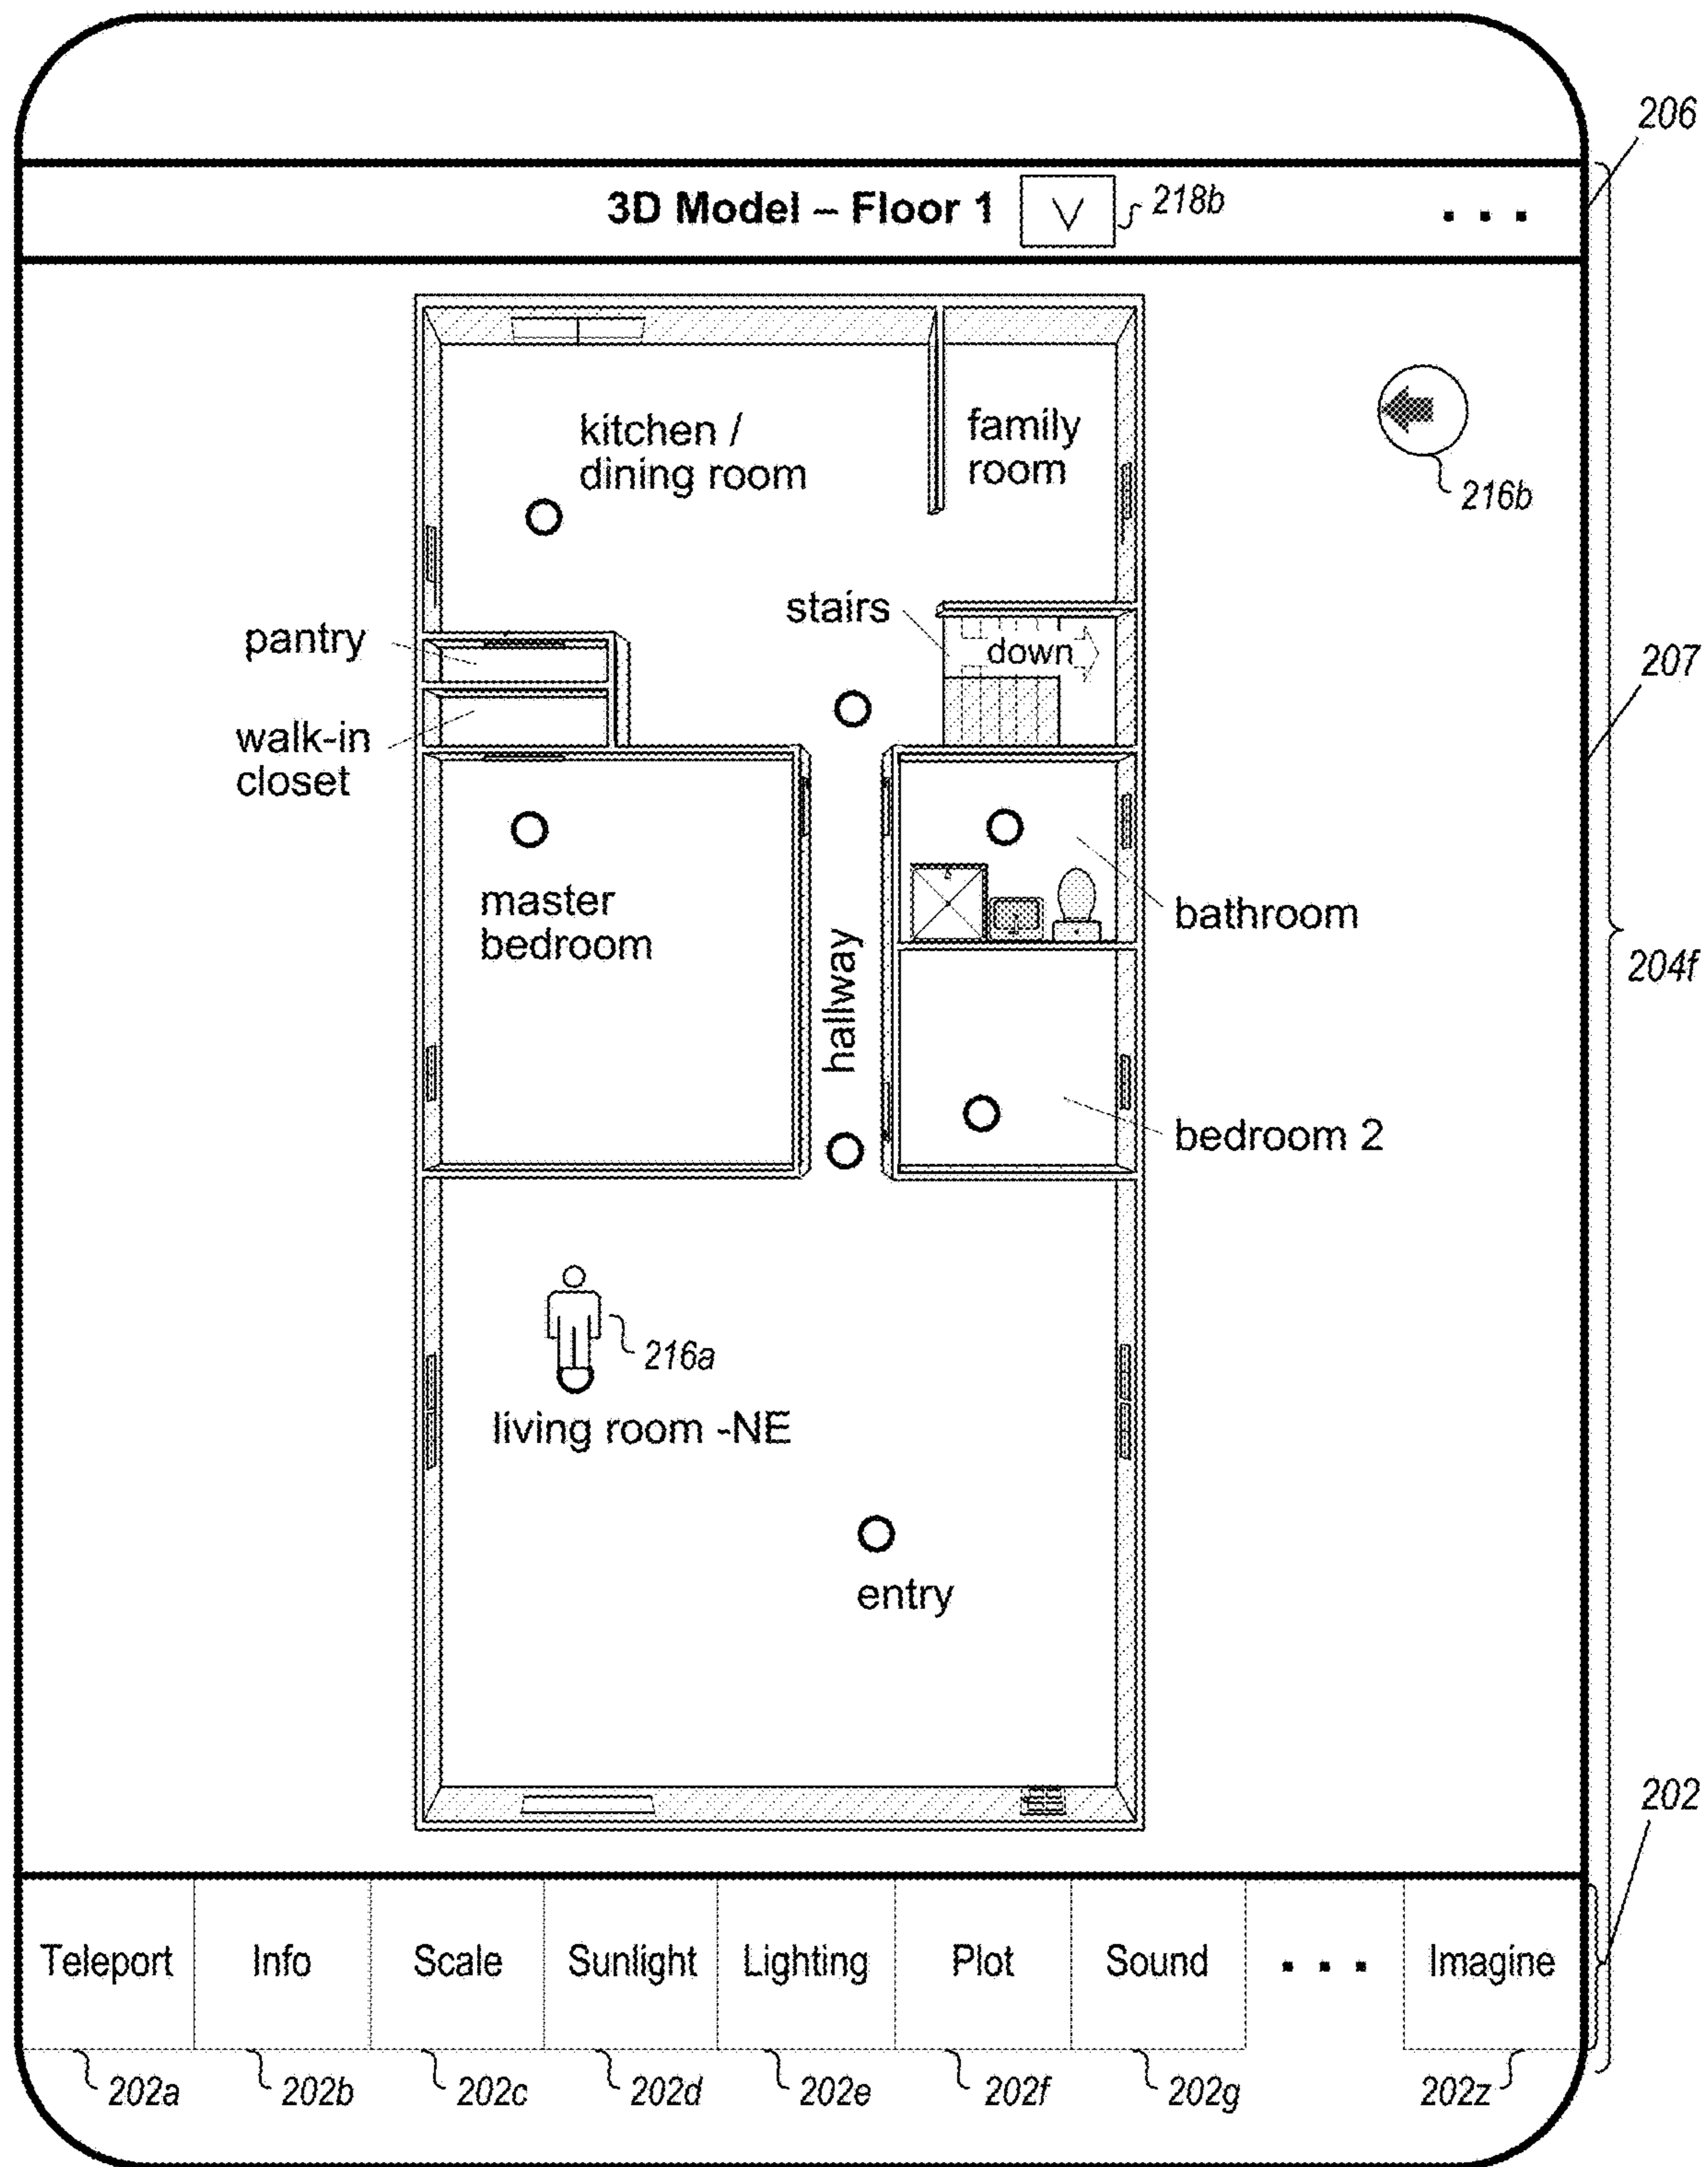 206
3D Model – Floor 1
V
218b
. . .
kitchen /
dining room
family
room
216b
stairs
pantry
down
207
walk-in
closet
master
bedroom
bathroom
hallway
204f
bedroom 2
216a
living room -NE
entry
202
Teleport
Info
Scale
Sunlight
Lighting
Plot
Sound
. . .
Imagine
202a
202b
202c
202d
202e
202f
202g
202z